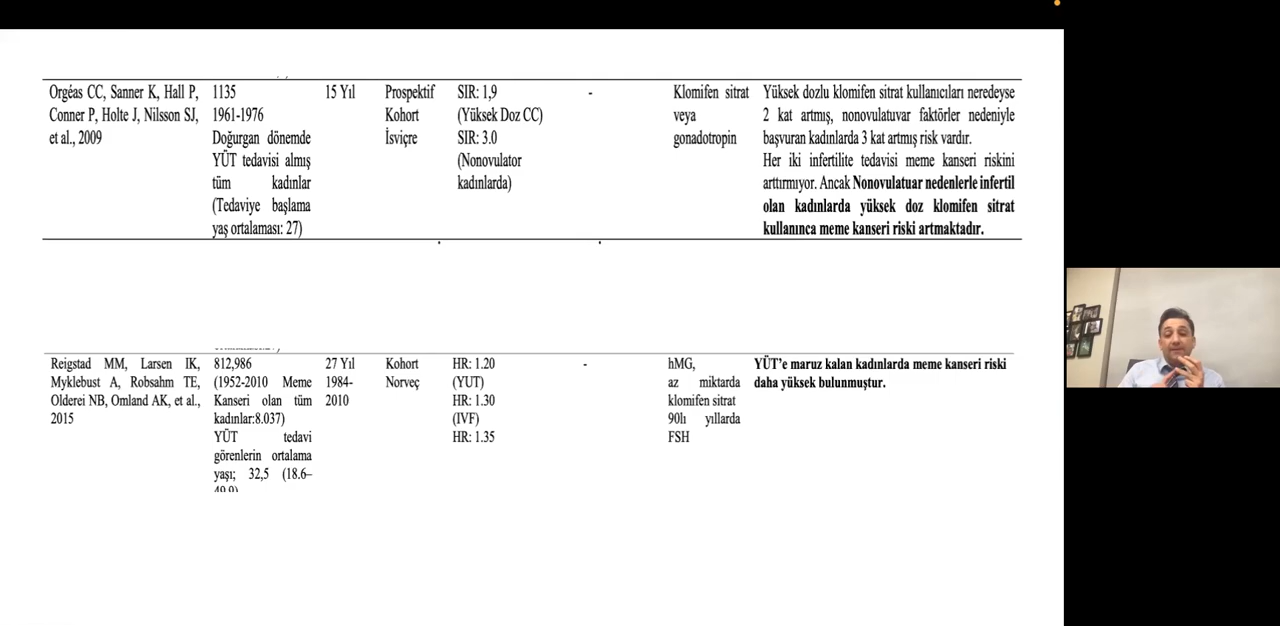 Orgéas CC, Sanner K, Hall P,
Conner P, Holte J, Nilsson SJ,
et al., 2009
1135
1961-1976
Doğurgan dönemde
YÜT tedavisi almış
tüm kadınlar
(Tedaviye başlama
yaş ortalaması: 27)
15 Yıl
Prospektif
Kohort
İsviçre
SIR: 1,9
(Yüksek Doz CC)
SIR: 3.0
(Nonovulator
kadınlarda)
-
Klomifen sitrat
veya
gonadotropin
Yüksek dozlu klomifen sitrat kullanıcıları neredeyse
2 kat artmış, nonovulatuvar faktörler nedeniyle
başvuran kadınlarda 3 kat artmış risk vardır.
Her iki infertilite tedavisi meme kanseri riskini
arttırmıyor. Ancak Nonovulatuar nedenlerle infertil
olan kadınlarda yüksek doz klomifen sitrat
kullanınca meme kanseri riski artmaktadır.
Reigstad MM, Larsen IK,
Myklebust A, Robsahm TE,
Olderei NB, Omland AK, et al.,
2015
812,986
(1952-2010 Meme
Kanseri olan tüm
kadınlar:8.037)
YÜT tedavi
görenlerin ortalama
yaşı; 32,5 (18.6–
27 Yıl
1984-
2010
Kohort
Norveç
HR: 1.20
(YUT)
HR: 1.30
(IVF)
HR: 1.35
-
hMG,
az miktarda
klomifen sitrat
90lı yıllarda
FSH
YÜT'e maruz kalan kadınlarda meme kanseri riski
daha yüksek bulunmuştur.